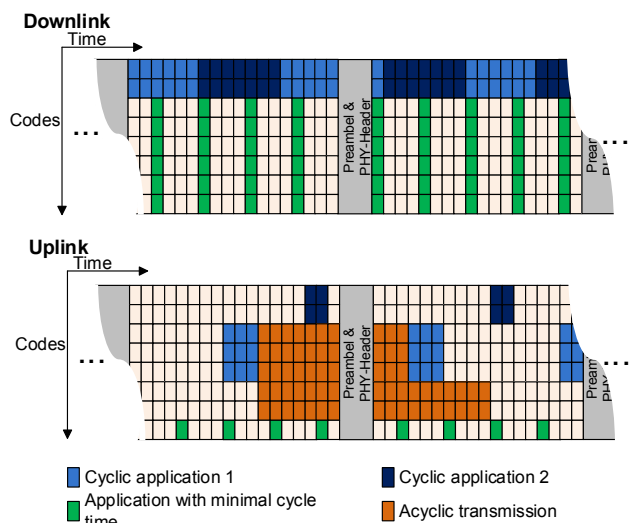 Downlink
Time
Codes
...
...
Preambel &
PHY-Header
Uplink
Time
Codes
...
...
Preambel &
PHY-Header
Cyclic application 1
Cyclic application 2
Application with minimal cycle
time
Acyclic transmission